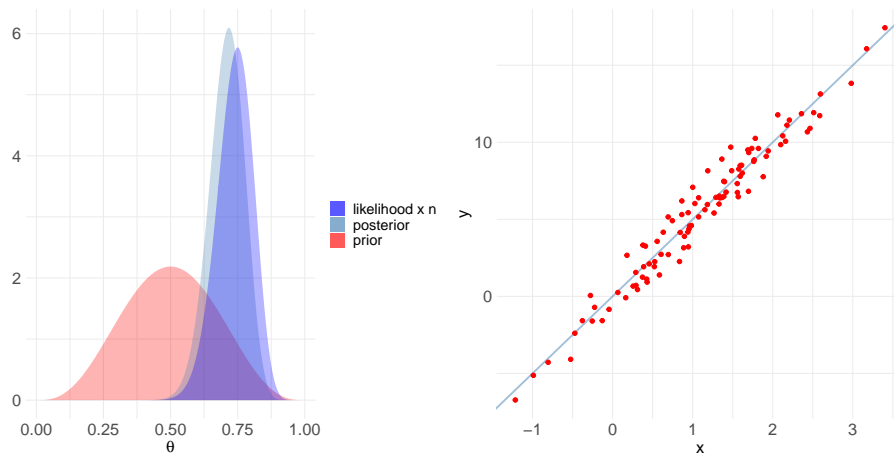 6
4
2
0
0.00 0.25 0.50 0.75 1.00
θ
likelihood x n
posterior
prior
y
10
0
−1 0 1 2 3
x